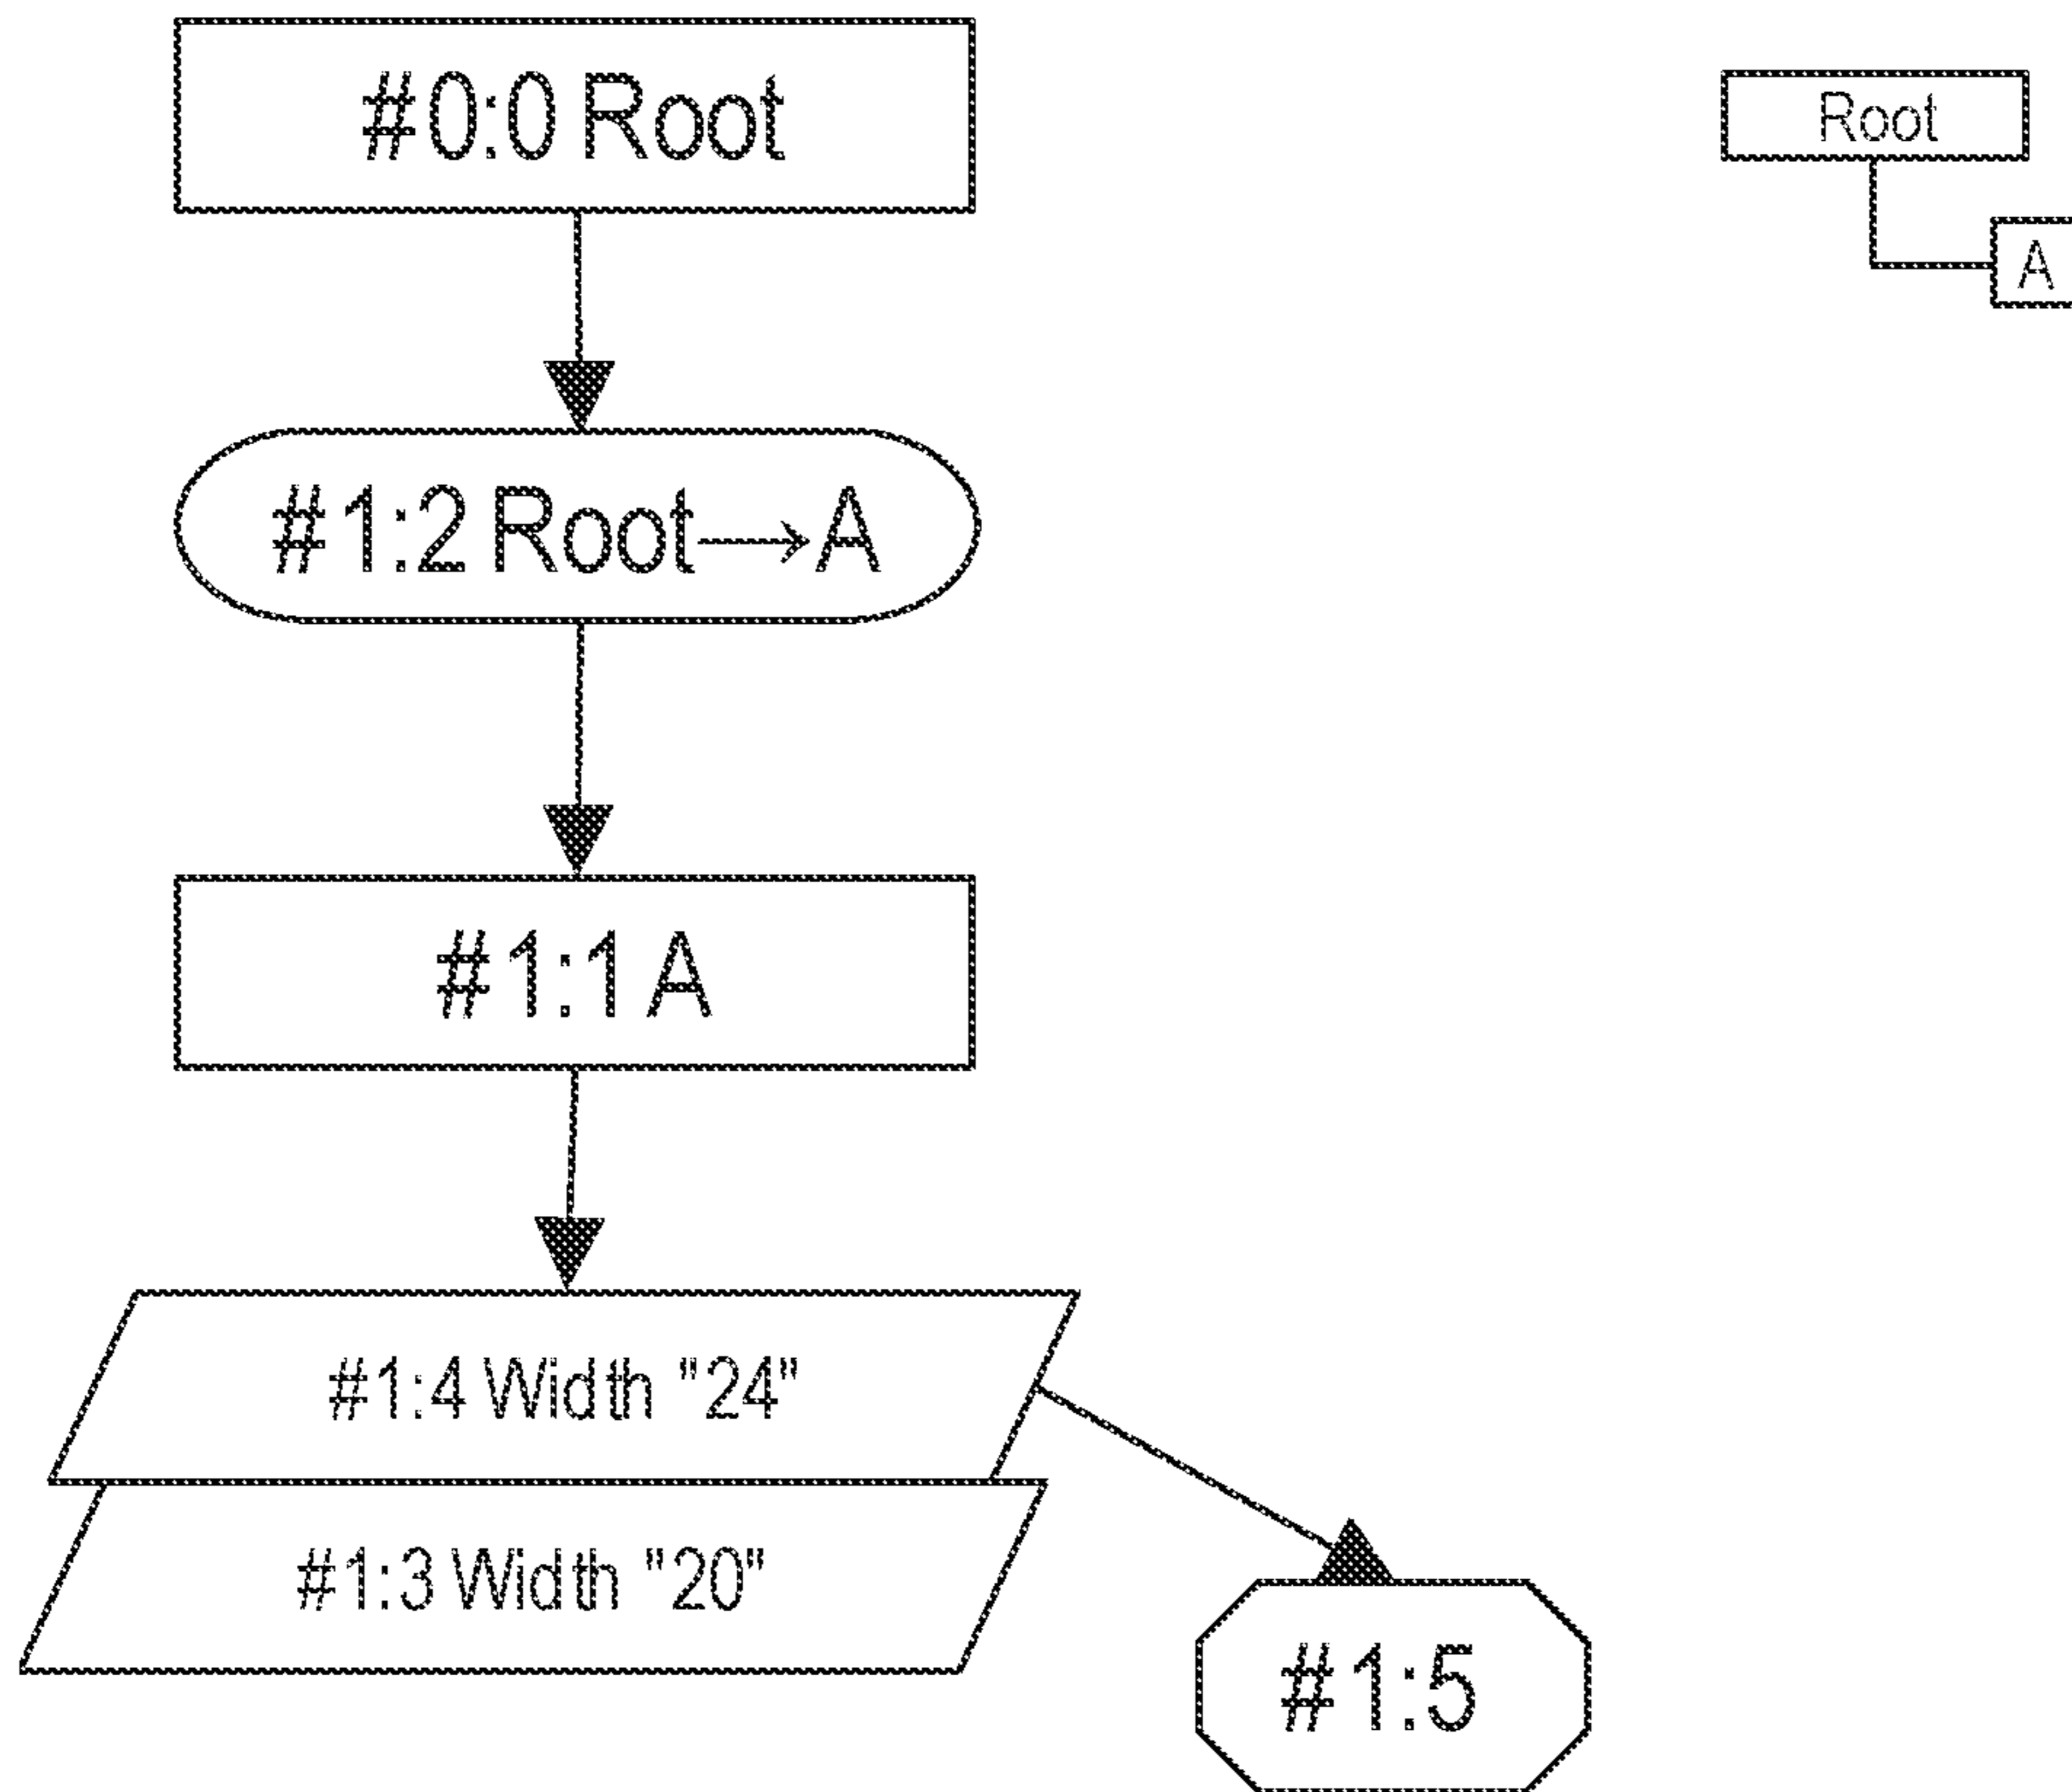 #0:0 Root
Root
A
#1:2 Root→A
#1:1 A
#1:4 Width "24"
#1:3 Width "20"
#1:5